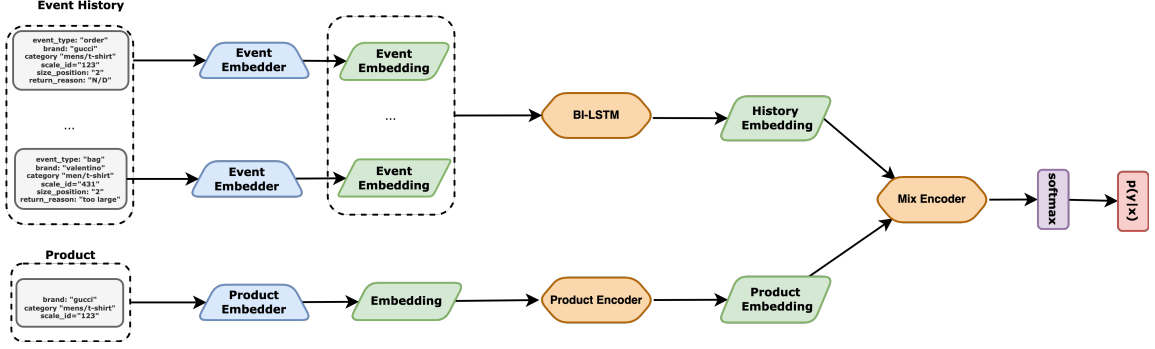 Event History
event_type: "order"
brand: "gucci"
category "mens/t-shirt"
scale_id="123"
size_position: "2"
return_reason: "N/D"
Event
Embedder
Event
Embedding
...
...
BI-LSTM
History
Embedding
event_type: "bag"
brand: "valentino"
category "men/t-shirt"
scale_id="431"
size_position: "2"
return_reason: "too large"
Event
Embedder
Event
Embedding
Mix Encoder
softmax
p(y|x)
Product
brand: "gucci"
category "mens/t-shirt"
scale_id="123"
Product
Embedder
Embedding
Product Encoder
Product
Embedding